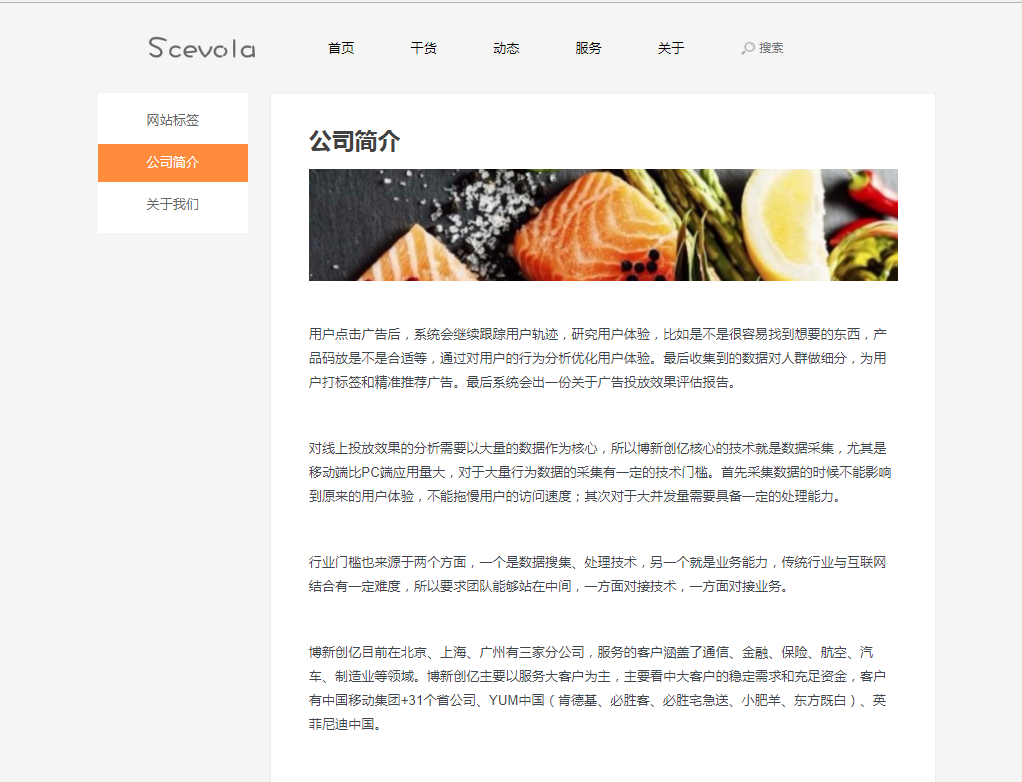 Scevola
首页
干货
动态
服务
关于
搜索
网站标签
公司简介
关于我们
公司简介
用户点击广告后，系统会继续跟踪用户轨迹，研究用户体验，比如是不是很容易找到想要的东西，产
品码放是不是合适等，通过对用户的行为分析优化用户体验。最后收集到的数据对人群做细分，为用
户打标签和精准推荐广告。最后系统会出一份关于广告投放效果评估报告。
对线上投放效果的分析需要以大量的数据作为核心，所以博新创亿核心的技术就是数据采集，尤其是
移动端比PC端应用量大，对于大量行为数据的采集有一定的技术门槛。首先采集数据的时候不能影响
到原来的用户体验，不能拖慢用户的访问速度；其次对于大并发量需要具备一定的处理能力。
行业门槛也来源于两个方面，一个是数据搜集、处理技术，另一个就是业务能力，传统行业与互联网
结合有一定难度，所以要求团队能够站在中间，一方面对接技术，一方面对接业务。
博新创亿目前在北京、上海、广州有三家分公司，服务的客户涵盖了通信、金融、保险、航空、汽
车、制造业等领域。博新创亿主要以服务大客户为主，主要看中大客户的稳定需求和充足资金，客户
有中国移动集团+31个省公司、YUM中国（肯德基、必胜客、必胜宅急送、小肥羊、东方既白）、英
菲尼迪中国。